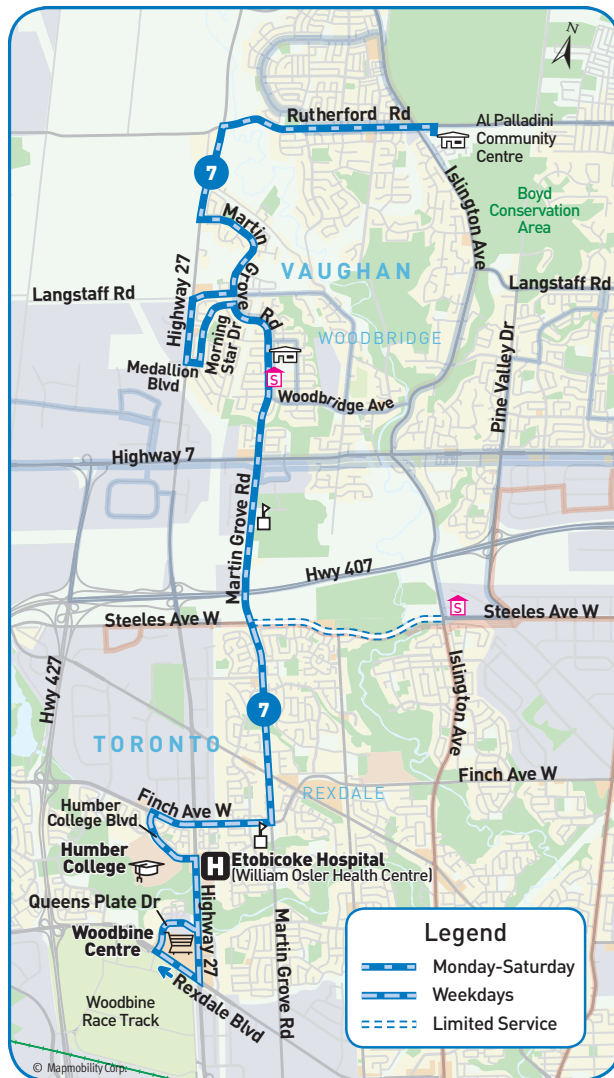 N
Rutherford Rd
Al Palladini
Community
Centre
7
Islington Ave
Boyd
Conservation
Area
Martin
Grove
Rd
VAUGHAN
Highway 27
Langstaff Rd
Langstaff Rd
Morning
Star Dr
WOODBRIDGE
Pine Valley Dr
Medallion
Blvd
S
Woodbridge Ave
Highway 7
Martin Grove Rd
Hwy 407
S
Steeles Ave W
Steeles Ave W
Hwy 427
Islington Ave
7
TORONTO
Finch Ave W
Finch Ave W
REXDALE
Humber
College Blvd
Humber
College
H
Etobicoke Hospital
(William Osler Health Centre)
Queens Plate Dr
Highway 27
Woodbine
Centre
Martin Grove Rd
Rexdale Blvd
Woodbine
Race Track
Legend
Monday-Saturday
Weekdays
Limited Service
© Mapmobility Corp.